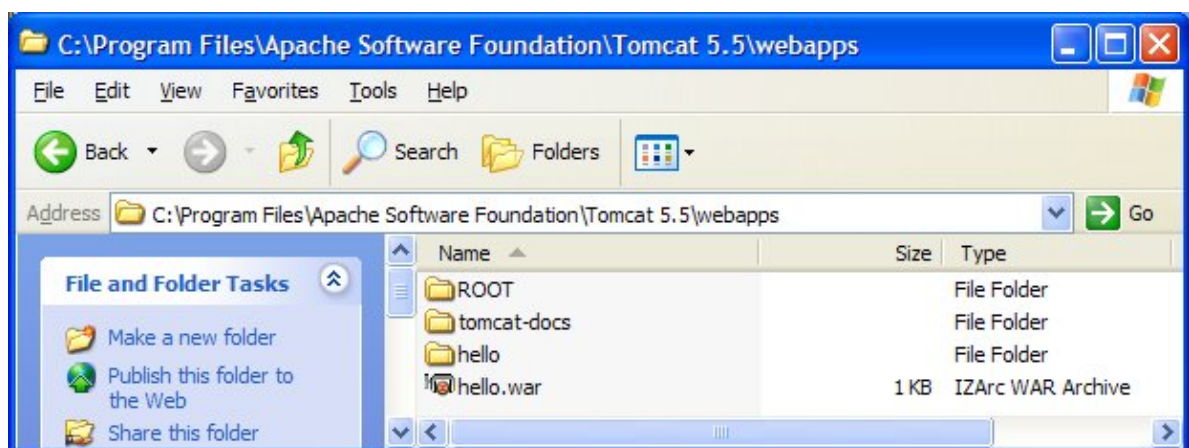 C:\Program Files\Apache Software Foundation\Tomcat 5.5\webapps
File Edit View Favorites Tools Help
Back Search Folders
Address C:\Program Files\Apache Software Foundation\Tomcat 5.5\webapps Go
Name Size Type
File and Folder Tasks
ROOT File Folder
tomcat-docs File Folder
Make a new folder
hello File Folder
Publish this folder to
the Web
hello.war 1 KB IZArc WAR Archive
Share this folder